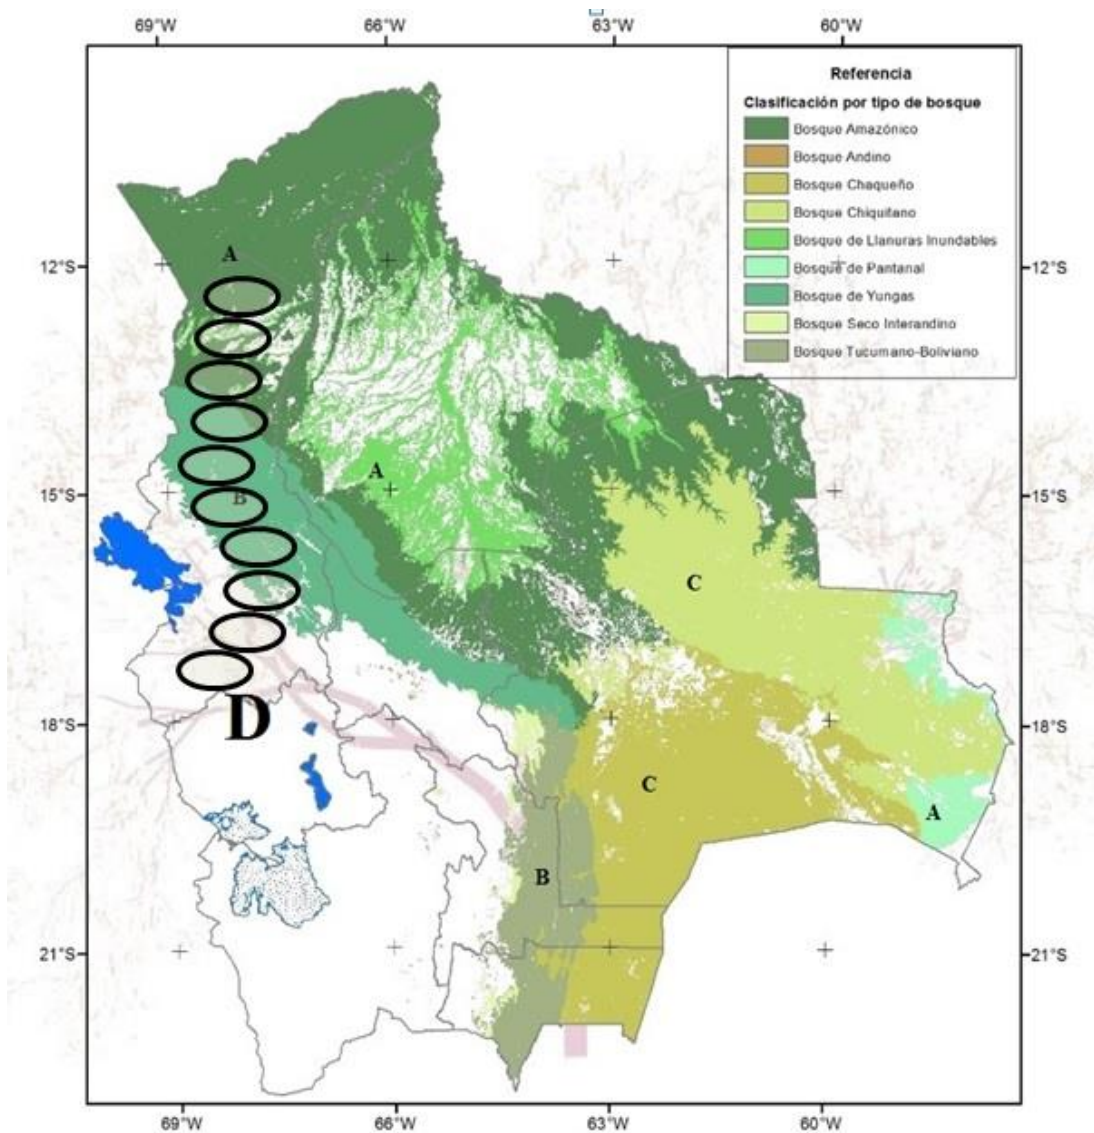 69°W 66°W 63°W 60°W
Referencia
Clasificación por tipo de bosque
Bosque Amazónico
Bosque Andino
Bosque Chaqueño
Bosque Chiquitano
Bosque de Llanuras Inundables
Bosque de Pantanal
Bosque de Yungas
Bosque Seco Interandino
Bosque Tucumano-Boliviano
A
12°S 12°S
A
B
15°S 15°S
C
D
18°S 18°S
C
A
B
21°S 21°S
69°W 66°W 63°W 60°W